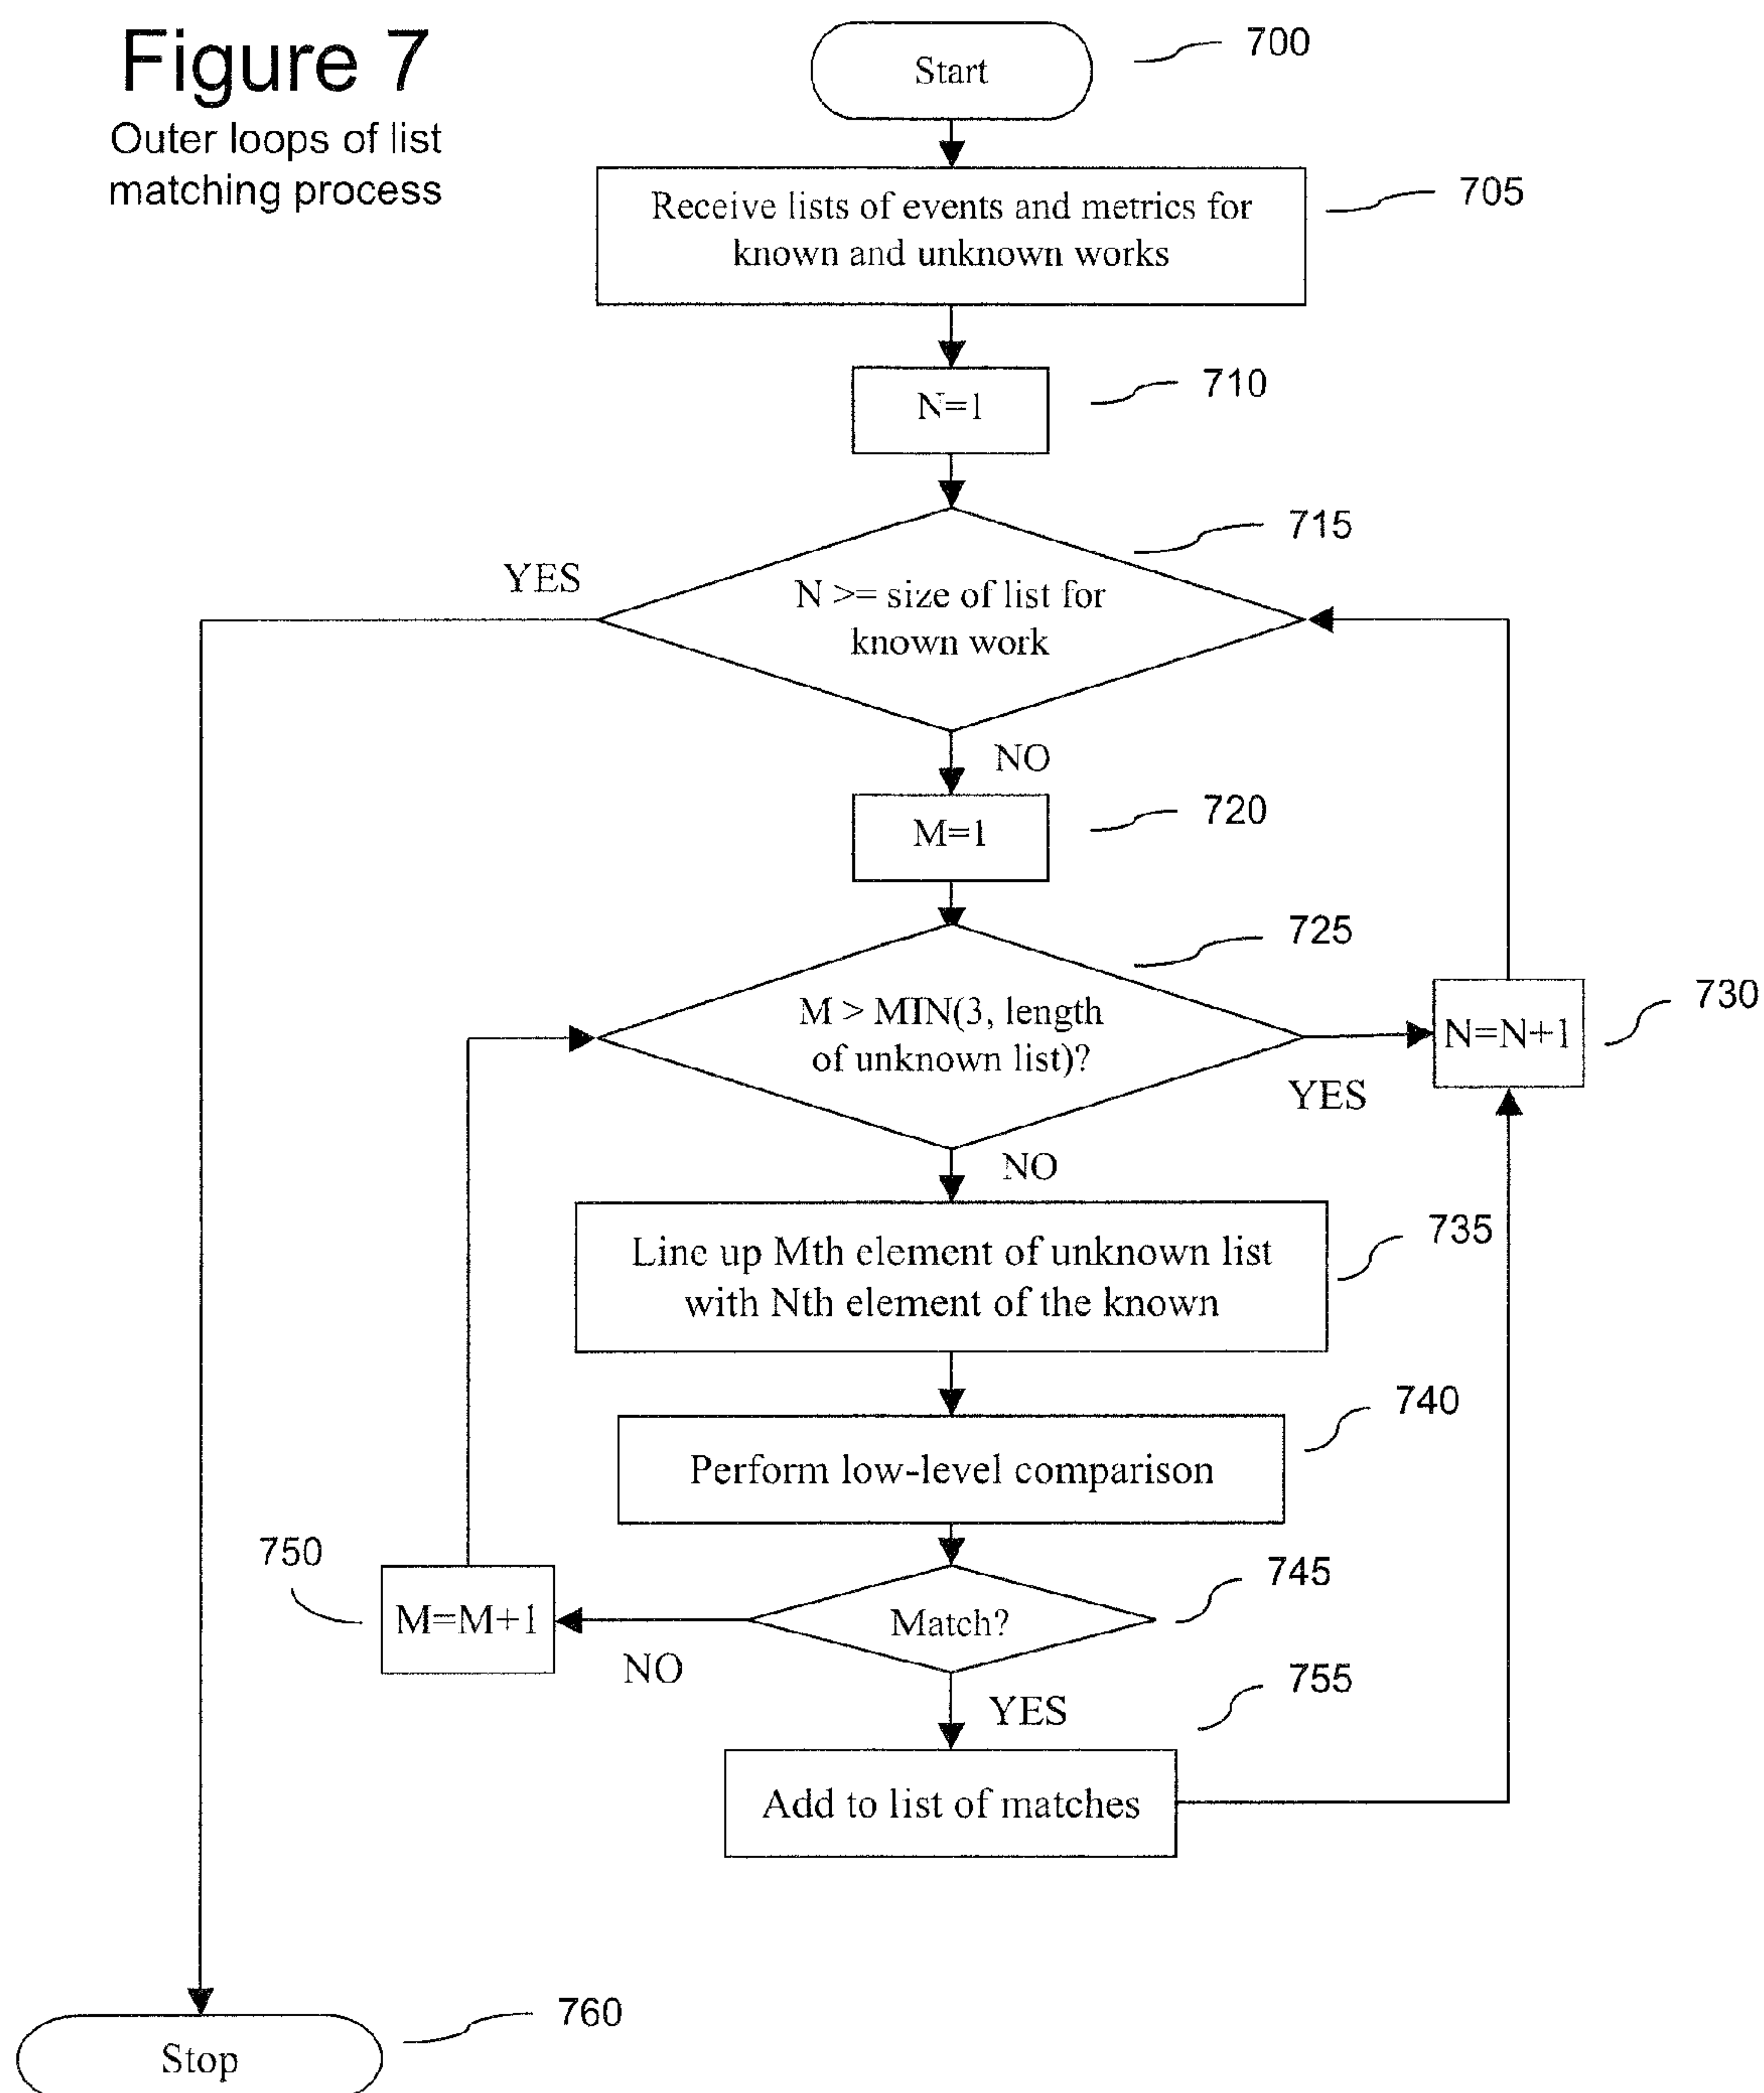 Figure 7
Outer loops of list
matching process
Start
700
Receive lists of events and metrics for
known and unknown works
705
N=1
710
715
YES
N >= size of list for
known work
NO
M=1
720
725
M > MIN(3, length
of unknown list)?
YES
N=N+1
730
NO
Line up Mth element of unknown list
with Nth element of the known
735
Perform low-level comparison
740
750
M=M+1
NO
Match?
745
YES
755
Add to list of matches
Stop
760